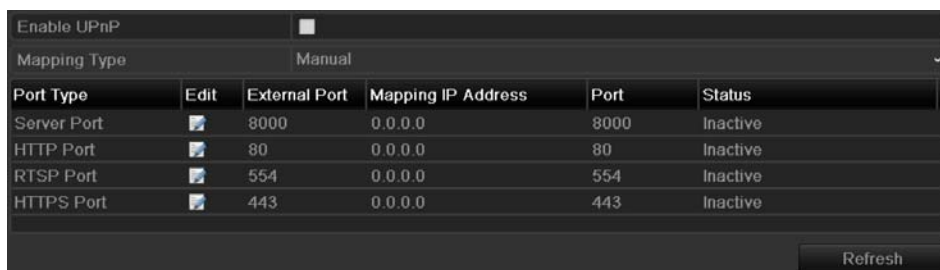 Enable UPnP
Mapping Type Manual
Port Type Edit External Port Mapping IP Address Port Status
Server Port 8000 0.0.0.0 8000 Inactive
HTTP Port 80 0.0.0.0 80 Inactive
RTSP Port 554 0.0.0.0 554 Inactive
HTTPS Port 443 0.0.0.0 443 Inactive
Refresh